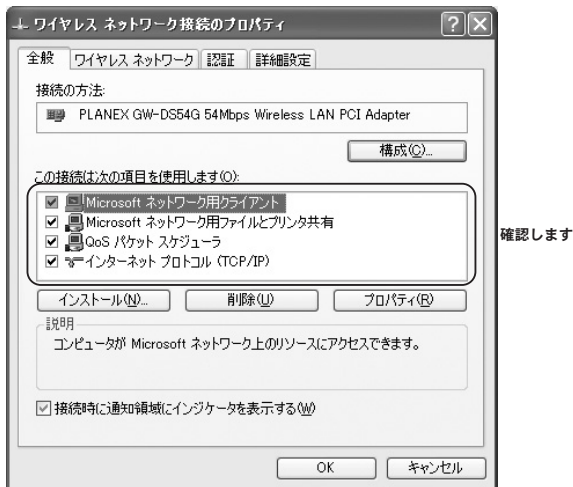 ワイヤレス ネットワーク接続のプロパティ
全般 ワイヤレス ネットワーク 認証 詳細設定
接続の方法:
PLANEX GW-DS54G 54Mbps Wireless LAN PCI Adapter
構成(C)...
この接続は次の項目を使用します(O):
Microsoft ネットワーク用クライアント
Microsoft ネットワーク用ファイルとプリンタ共有
QoS パケット スケジューラ
インターネット プロトコル (TCP/IP)
確認します
インストール(N)... 削除(U) プロパティ(R)
説明
コンピュータが Microsoft ネットワーク上のリソースにアクセスできます。
接続時に通知領域にインジケータを表示する(W)
OK キャンセル